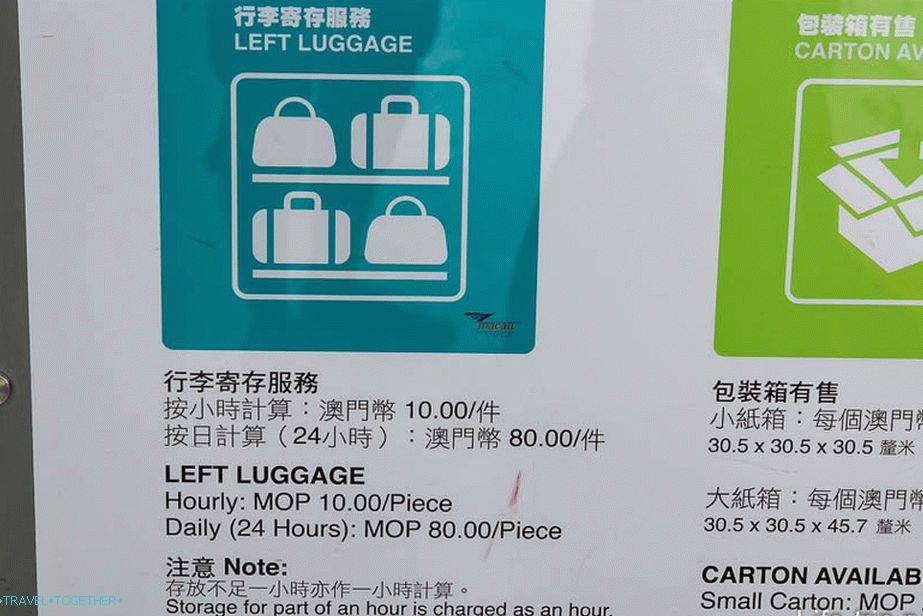 行李寄存服務
LEFT LUGGAGE
macau
行李寄存服務
按小時計算：澳門幣 10.00/件
按日計算（24小時）：澳門幣 80.00/件
LEFT LUGGAGE
Hourly: MOP 10.00/Piece
Daily (24 Hours): MOP 80.00/Piece
注意 Note:
存放不足一小時亦作一小時計算。
Storage for part of an hour is charged as an hour.
包裝箱有售
CARTON AV
包裝箱有售
小紙箱：每個澳門幣
30.5 x 30.5 x 30.5 釐米
大紙箱：每個澳門幣
30.5 x 30.5 x 45.7 釐米
CARTON AVAILAB
Small Carton: MOP
•TRAVEL•TOGETHER•